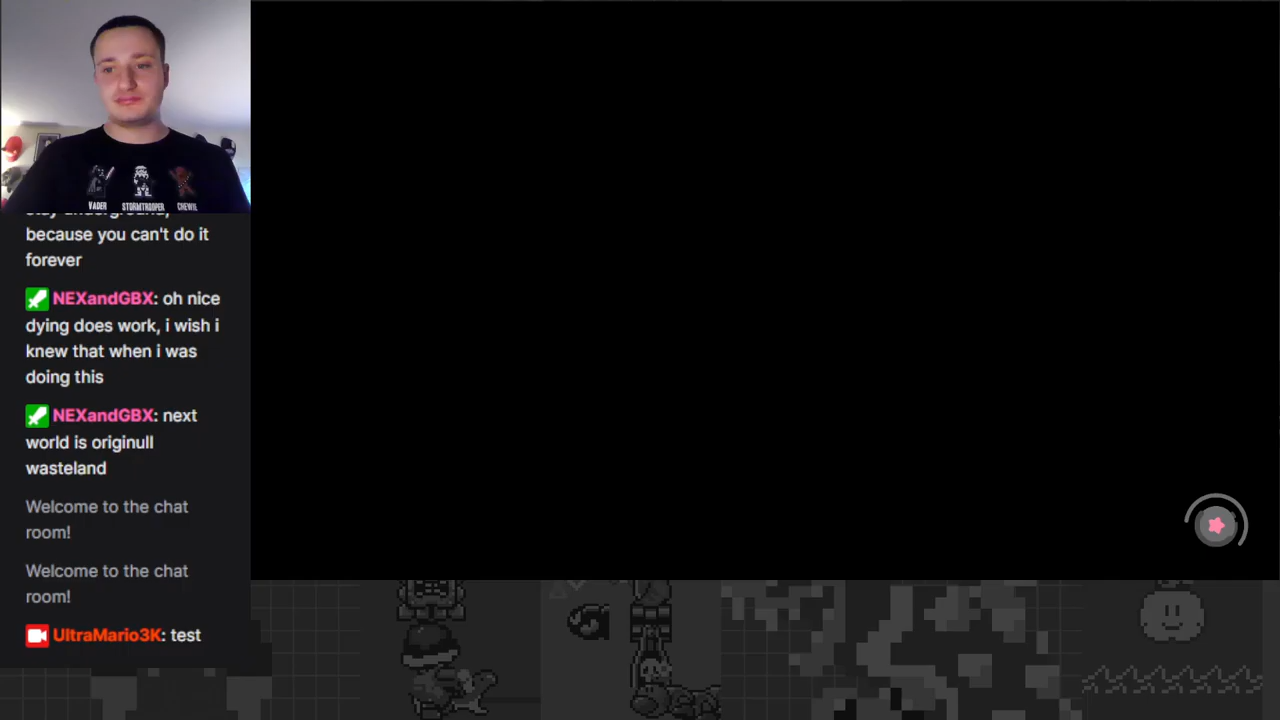 VADER STORMTROOPER CHEWIE
because you can't do it
forever
NEXandGBX: oh nice
dying does work, i wish i
knew that when i was
doing this
NEXandGBX: next
world is originull
wasteland
Welcome to the chat
room!
Welcome to the chat
room!
UltraMario3K: test